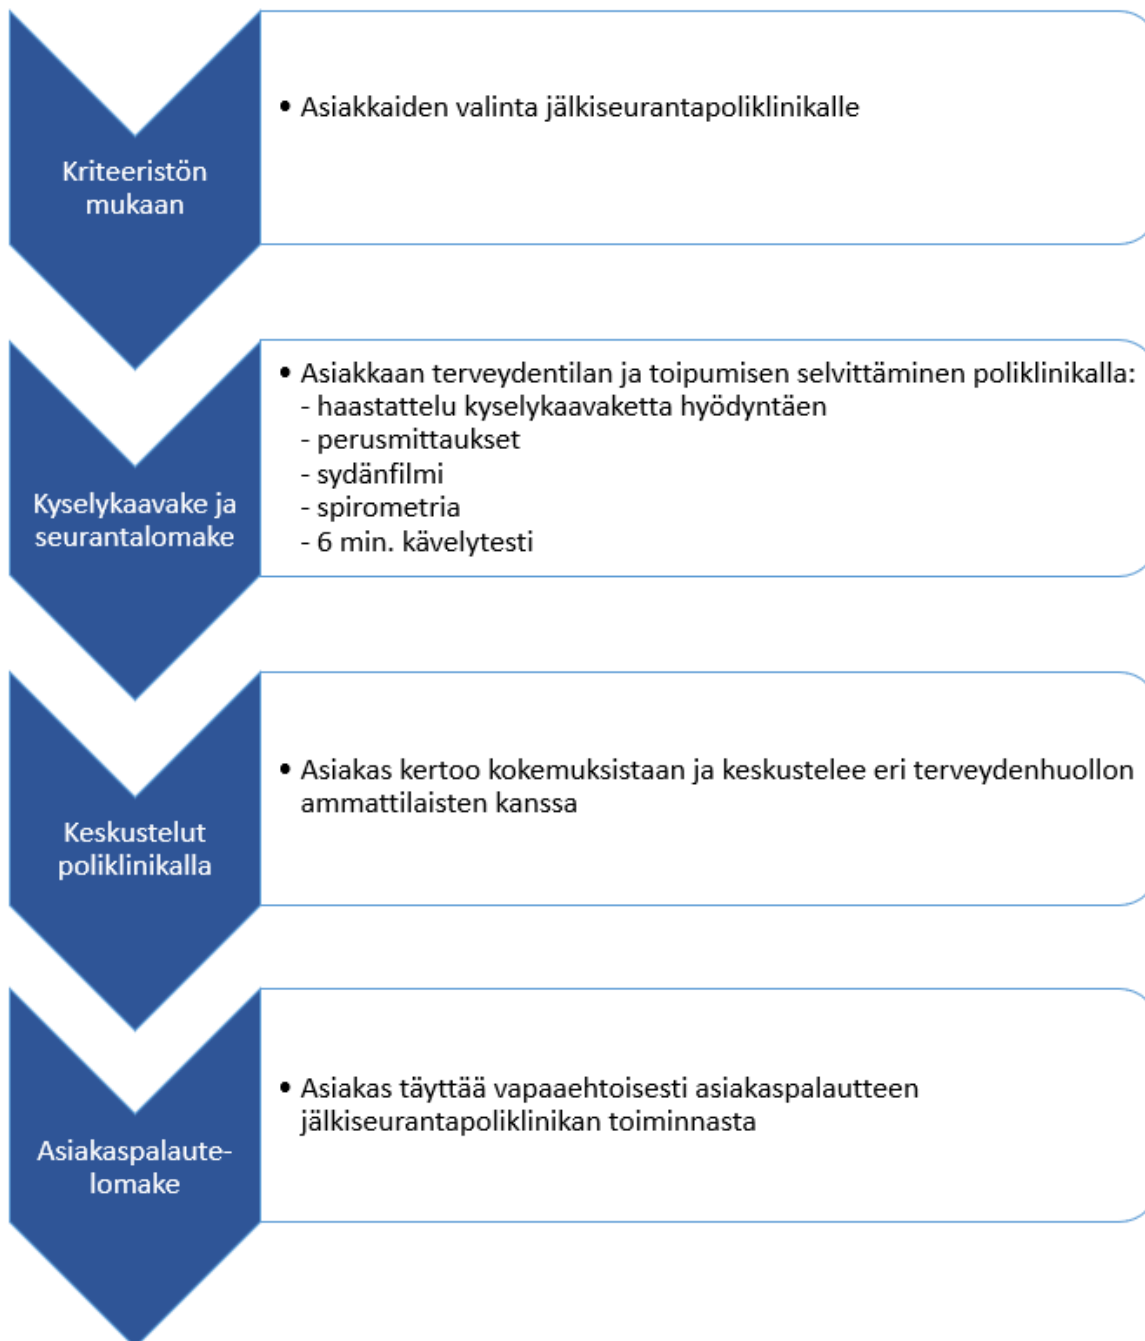 Kriteeristön
mukaan
• Asiakkaiden valinta jälkiseurantapoliklinikalle
Kyselykaavake ja
seurantalomake
• Asiakkaan terveydentilan ja toipumisen selvittäminen poliklinikalla:
- haastattelu kyselykaavaketta hyödyntäen
- perusmittaukset
- sydänfilmi
- spirometria
- 6 min. kävelytesti
Keskustelut
poliklinikalla
• Asiakas kertoo kokemuksistaan ja keskustelee eri terveydenhuollon
ammattilaisten kanssa
Asiakaspalaute-
lomake
• Asiakas täyttää vapaaehtoisesti asiakaspalautteen
jälkiseurantapoliklinikan toiminnasta